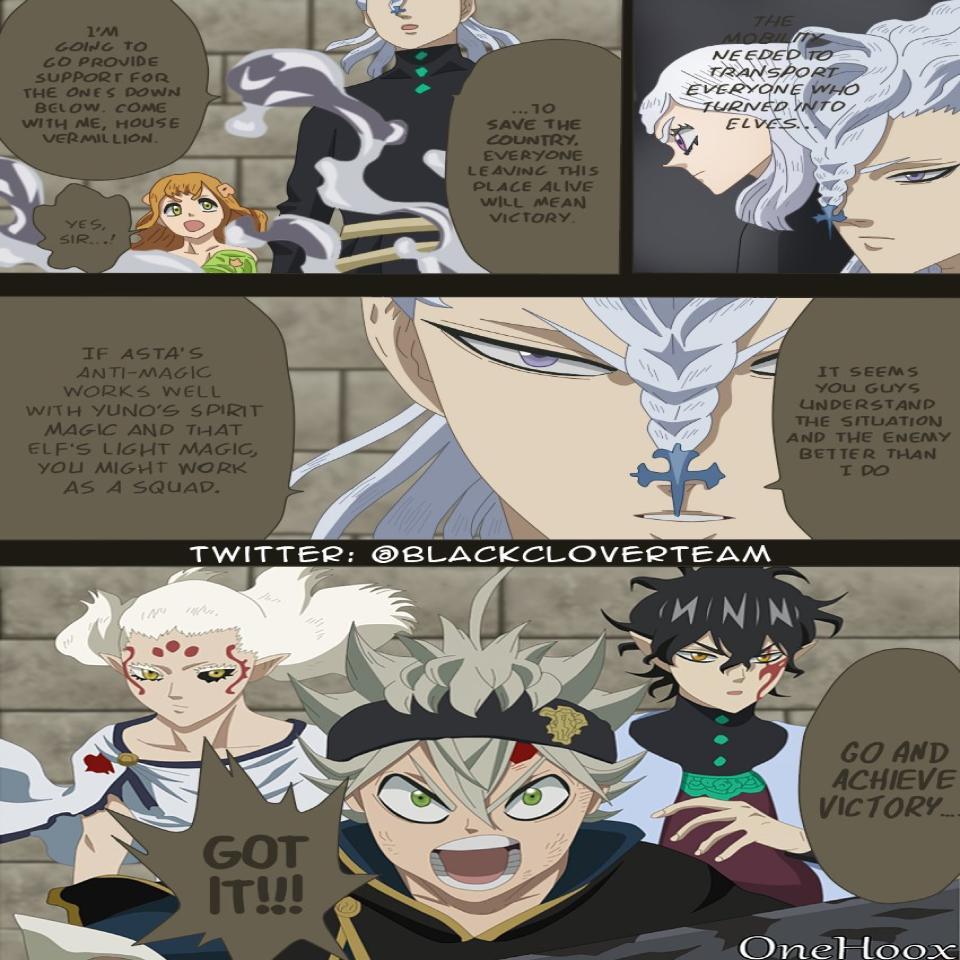 THE
MOBILITY
NEEDED TO
TRANSPORT
EVERYONE WHO
TURNED INTO
ELVES...
...TO
SAVE THE
COUNTRY.
EVERYONE
LEAVING THIS
PLACE ALIVE
WILL MEAN
VICTORY.
I'M
GOING TO
GO PROVIDE
SUPPORT FOR
THE ONES DOWN
BELOW. COME
WITH ME, HOUSE
VERMILLION.
YES,
SIR...!
IT SEEMS
YOU GUYS
UNDERSTAND
THE SITUATION
AND THE ENEMY
BETTER THAN
I DO
IF ASTA'S
ANTI-MAGIC
WORKS WELL
WITH YUNO'S SPIRIT
MAGIC AND THAT
ELF'S LIGHT MAGIC,
YOU MIGHT WORK
AS A SQUAD.
TWITTER: @BLACKCLOVERTEAM
GO AND
ACHIEVE
VICTORY...
GOT
IT!!!
OneHoox